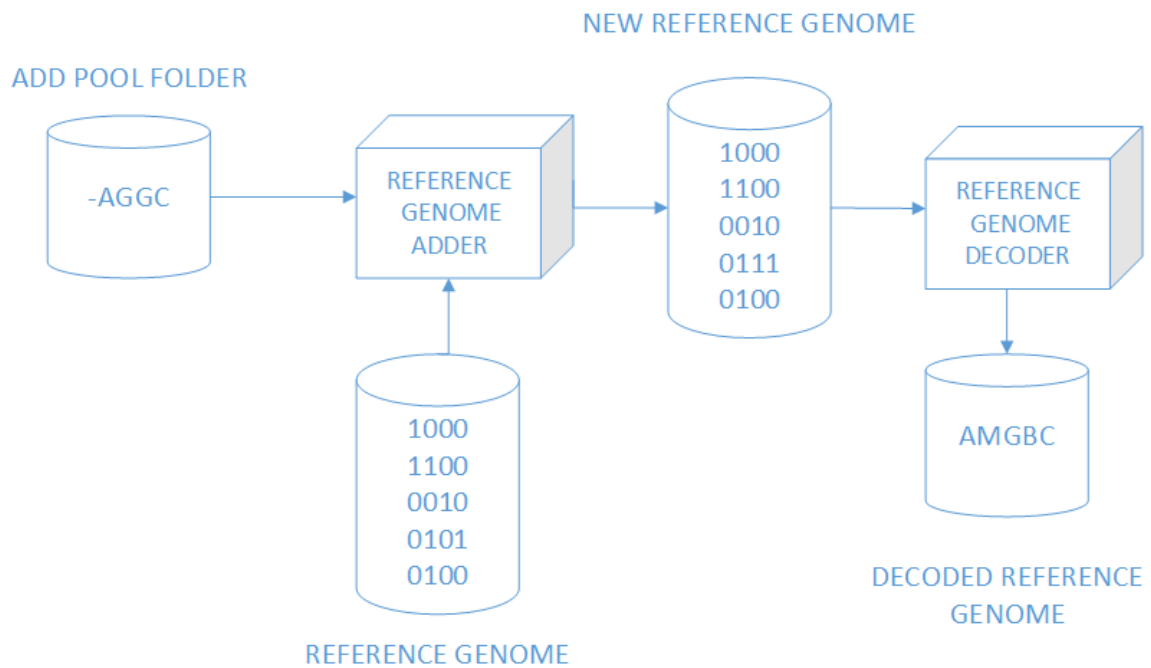 NEW REFERENCE GENOME
ADD POOL FOLDER
-AGGC
REFERENCE
GENOME
ADDER
1000
1100
0010
0111
0100
REFERENCE
GENOME
DECODER
1000
1100
0010
0101
0100
AMGBC
REFERENCE GENOME
DECODED REFERENCE
GENOME